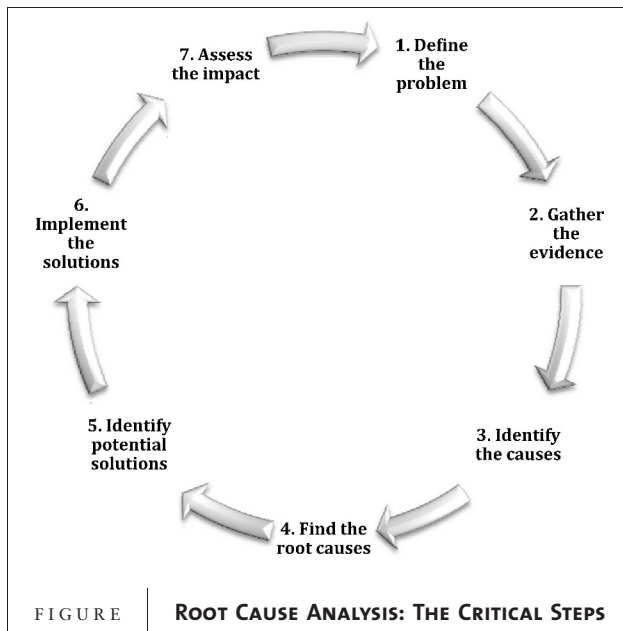 1. Define
the
problem
2. Gather
the
evidence
3. Identify
the causes
4. Find the
root causes
5. Identify
potential
solutions
6.
Implement
the
solutions
7. Assess
the impact
FIGURE
ROOT CAUSE ANALYSIS: THE CRITICAL STEPS